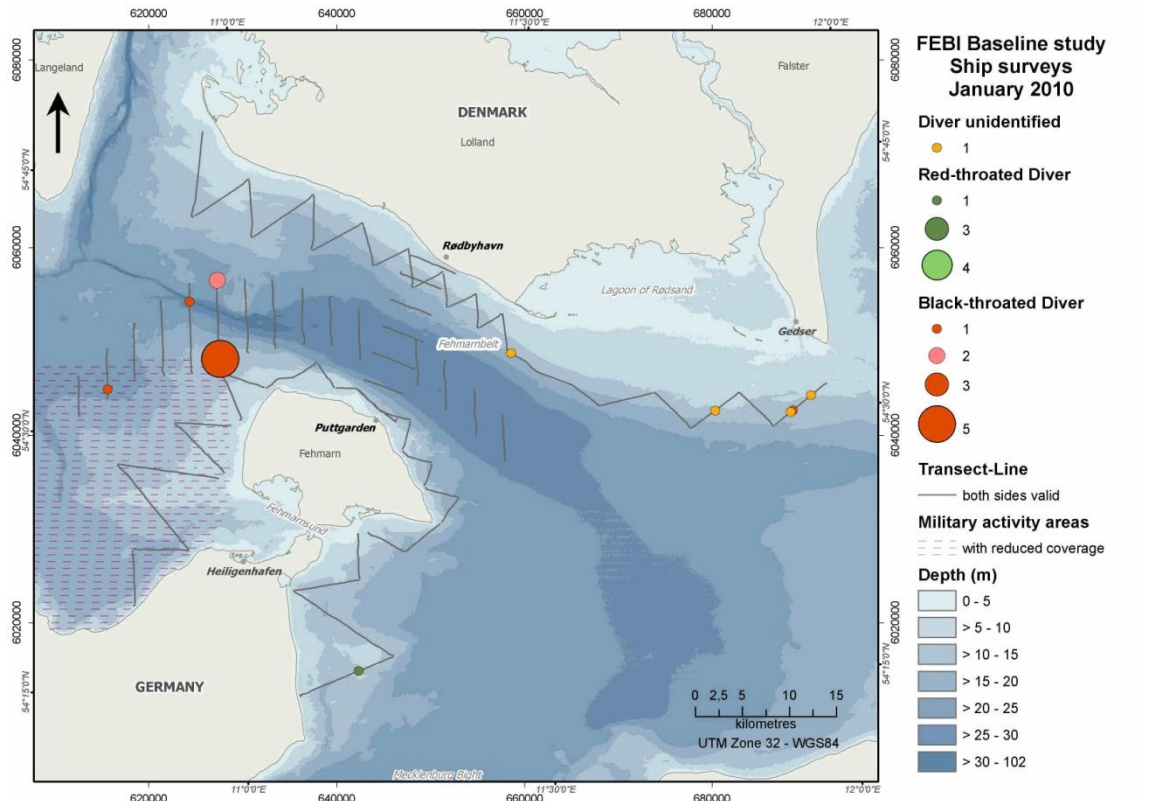 620000
640000
660000
680000
11°0'0"E
11°30'0"E
12°0'0"E
6080000
6060000
6040000
6020000
54°45'0"N
54°30'0"N
54°15'0"N
6080000
6060000
6040000
6020000
54°45'0"N
54°30'0"N
54°15'0"N
Langeland
DENMARK
Lolland
Falster
Rødbyhavn
Lagoon of Rødsand
Gedser
Fehmarnbelt
Puttgarden
Fehmarn
Fehmarnsund
Heiligenhafen
GERMANY
Mecklenburg Bight
0 2,5 5 10 15
kilometres
UTM Zone 32 - WGS84
620000
640000
660000
680000
11°0'0"E
11°30'0"E
12°0'0"E
FEBI Baseline study
Ship surveys
January 2010
Diver unidentified
1
Red-throated Diver
1
3
4
Black-throated Diver
1
2
3
5
Transect-Line
both sides valid
Military activity areas
with reduced coverage
Depth (m)
0 - 5
> 5 - 10
> 10 - 15
> 15 - 20
> 20 - 25
> 25 - 30
> 30 - 102